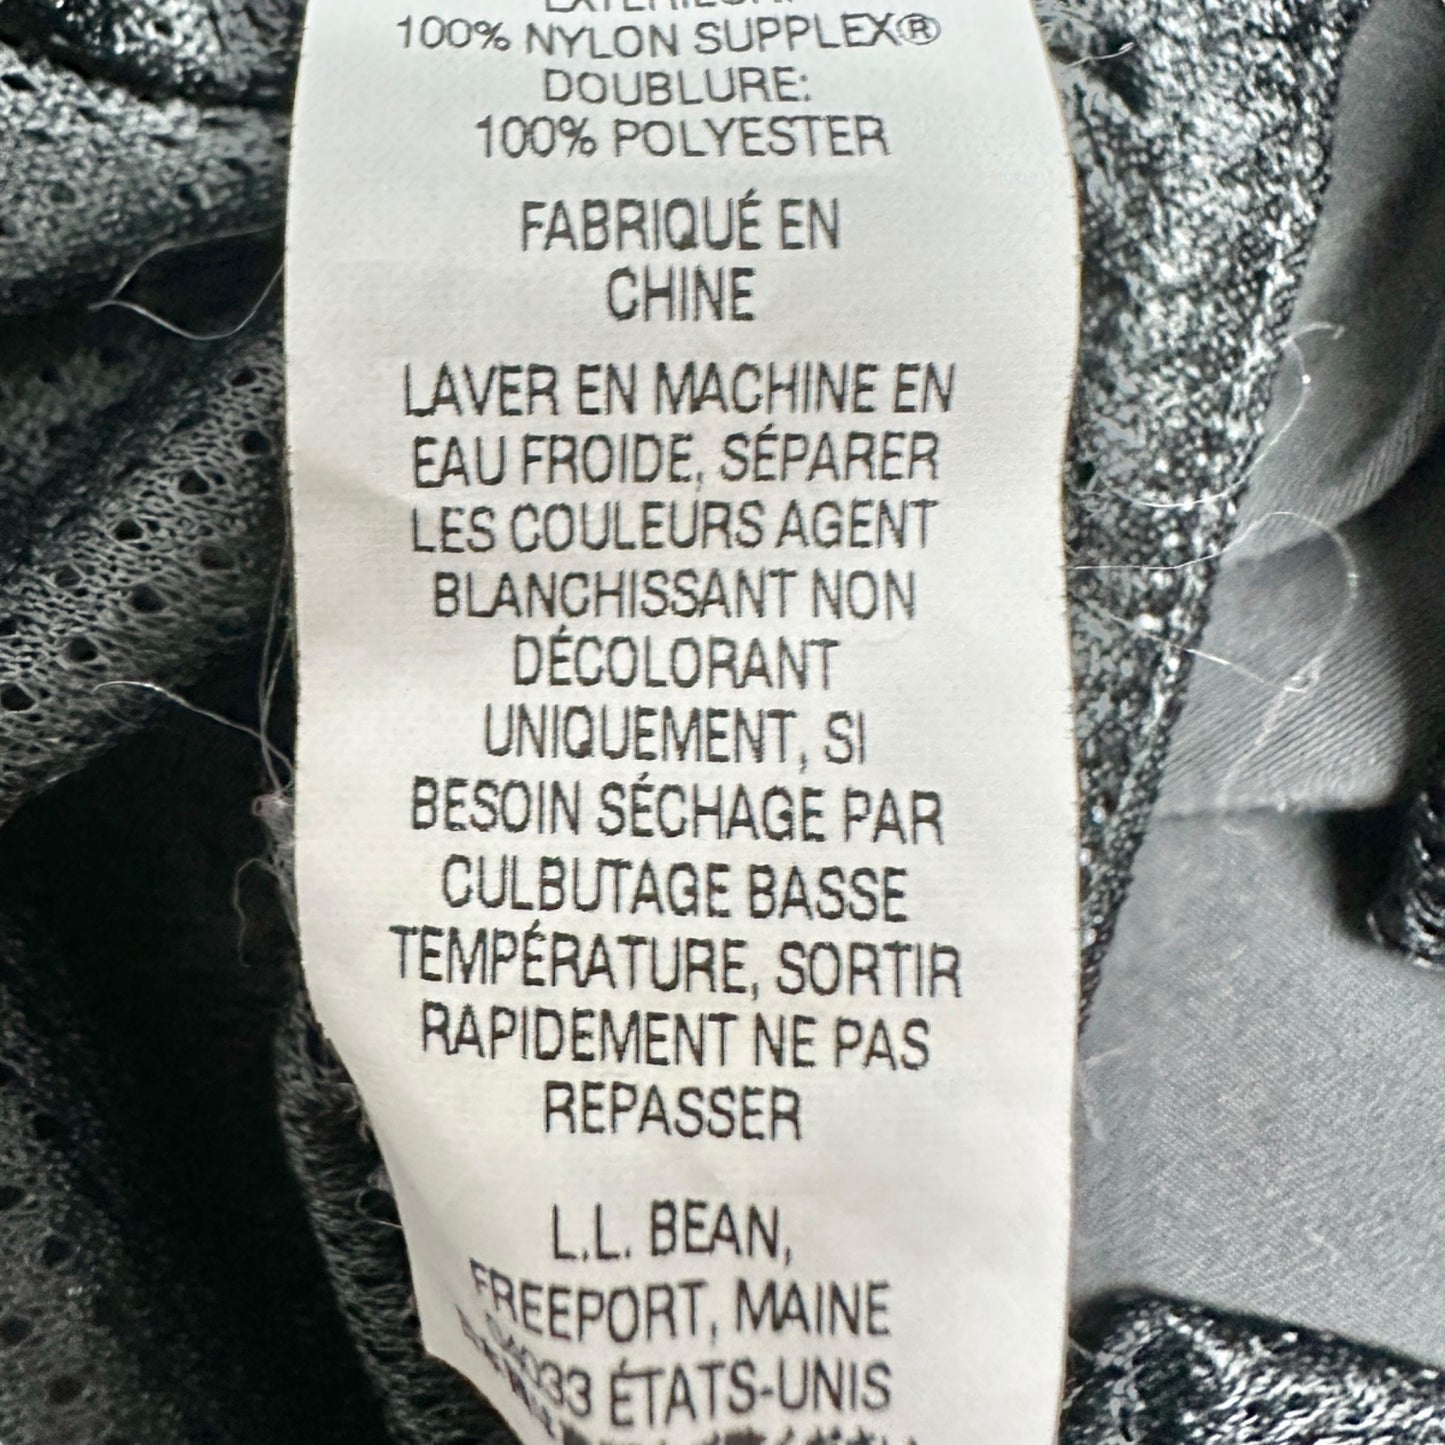 100% NYLON SUPPLEX®
DOUBLURE:
100% POLYESTER
FABRIQUÉ EN
CHINE
LAVER EN MACHINE EN
EAU FROIDE, SÉPARER
LES COULEURS AGENT
BLANCHISSANT NON
DÉCOLORANT
UNIQUEMENT, SI
BESOIN SÉCHAGE PAR
CULBUTAGE BASSE
TEMPÉRATURE, SORTIR
RAPIDEMENT NE PAS
REPASSER
L.L. BEAN,
FREEPORT, MAINE
ÉTATS-UNIS